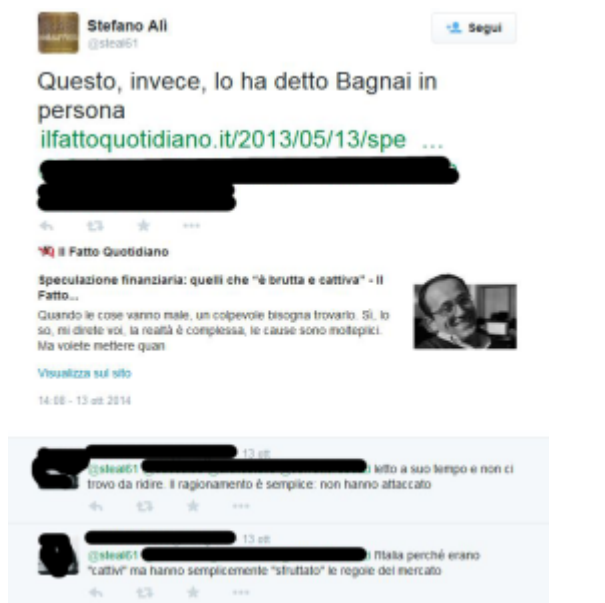 Stefano Alì
@steal61
Segui
Questo, invece, lo ha detto Bagnai in
persona
ilfattoquotidiano.it/2013/05/13/spe ...
Il Fatto Quotidiano
Speculazione finanziaria: quelli che "è brutta e cattiva" - Il
Fatto...
Quando le cose vanno male, un colpevole bisogna trovarlo. Sì, lo
so, mi direte voi, la realtà è complessa, le cause sono molteplici.
Ma volete mettere quan
Visualizza sul sito
14:08 - 13 ott 2014
13 ott
@steal61 letto a suo tempo e non ci
trovo da ridire. Il ragionamento è semplice: non hanno attaccato
13 ott
@steal61 l'Italia perché erano
"cattivi" ma hanno semplicemente "sfruttato" le regole del mercato